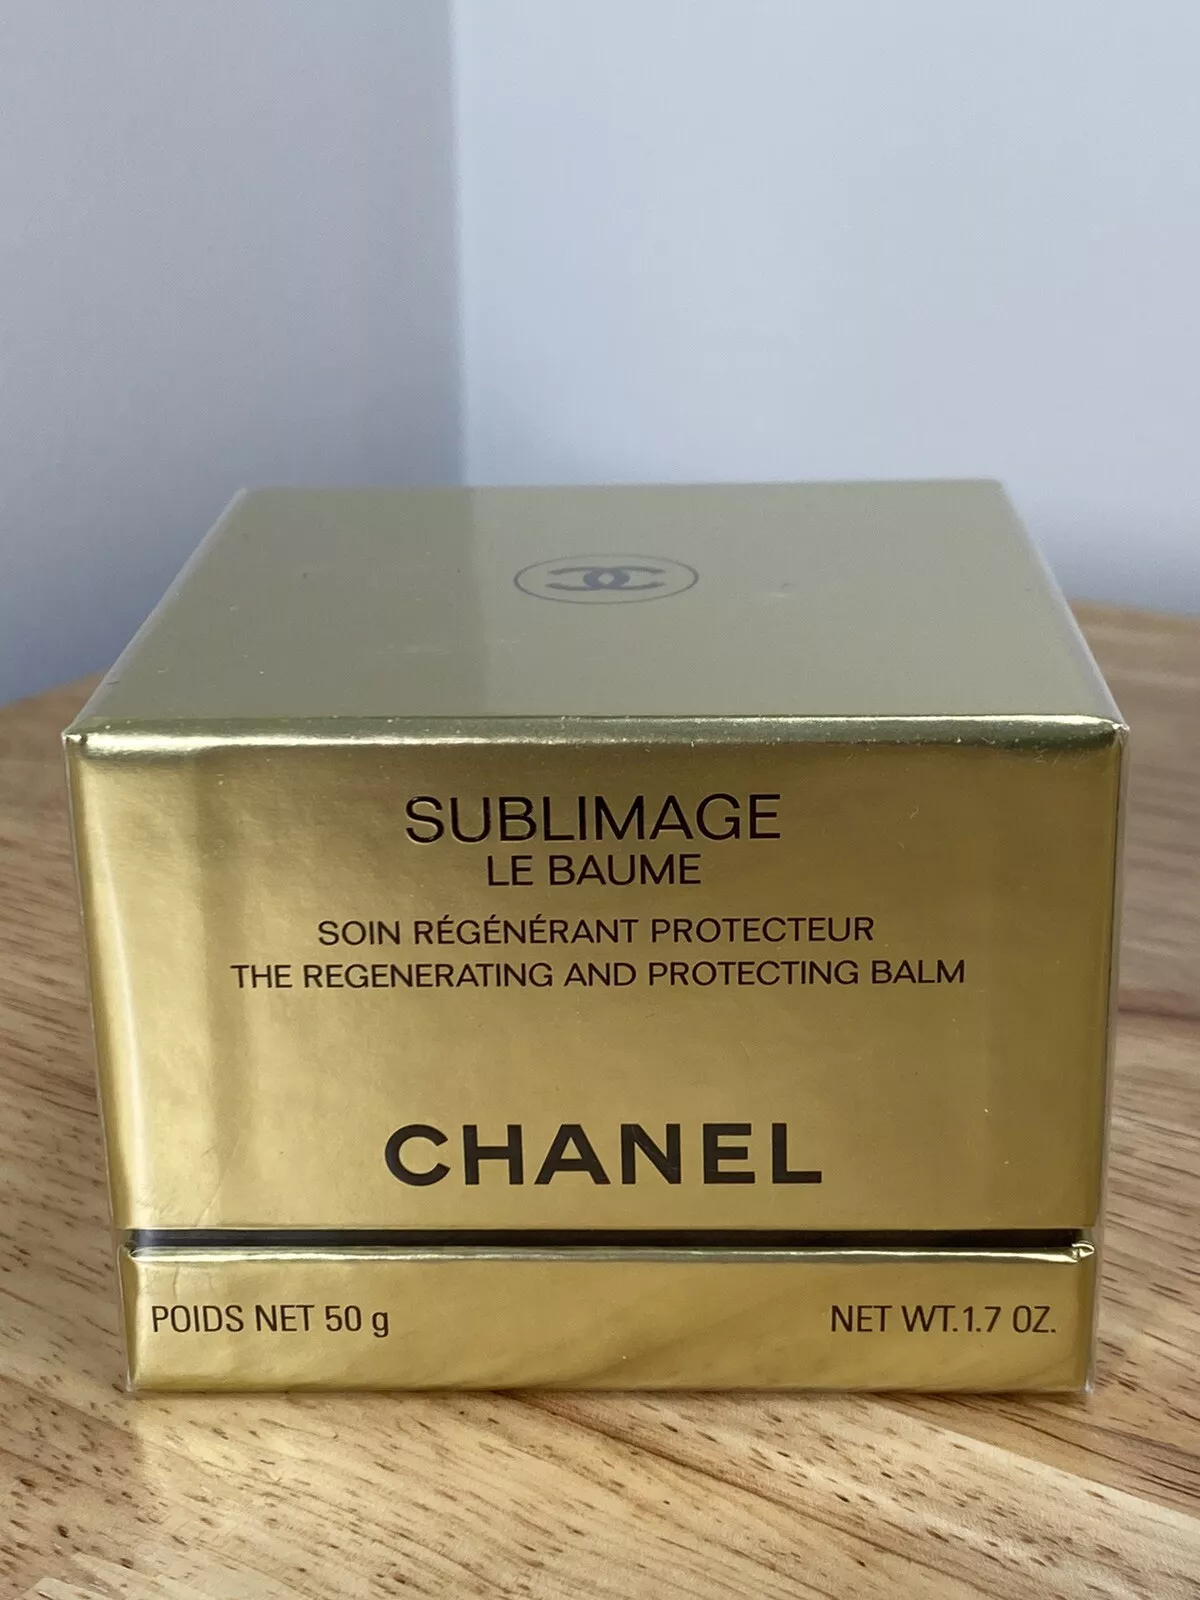 SUBLIMAGE
LE BAUME
SOIN RÉGÉNÉRANT PROTECTEUR
THE REGENERATING AND PROTECTING BALM
CHANEL
POIDS NET 50 g
NET WT.1.7 OZ.